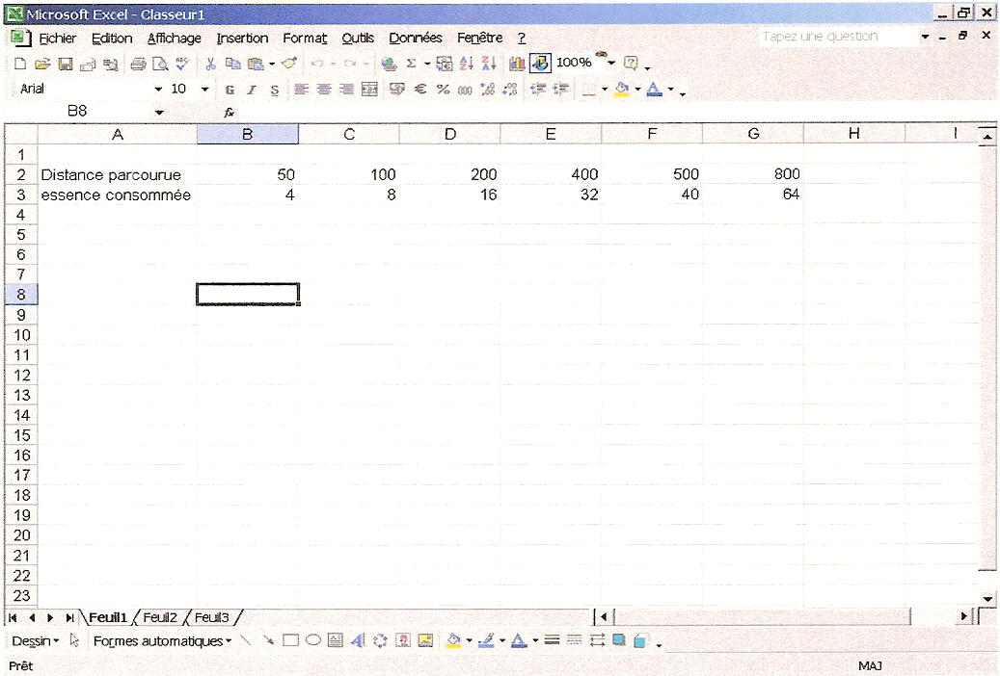 Microsoft Excel - Classeur1
Fichier Edition Affichage Insertion Format Outils Données Fenêtre ? Tapez une question
100%
Arial 10 G I S € % 000
B8 fx
A B C D E F G H I
1
2 Distance parcourue 50 100 200 400 500 800
3 essence consommée 4 8 16 32 40 64
4
5
6
7
8
9
10
11
12
13
14
15
16
17
18
19
20
21
22
23
Feuil1 Feuil2 Feuil3
Dessin Formes automatiques
Prêt MAJ